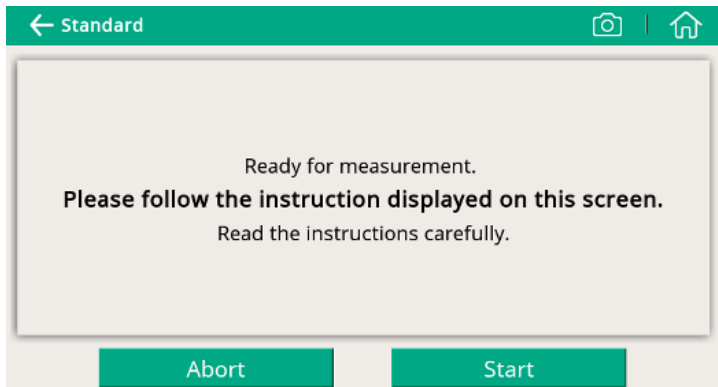 Standard
Ready for measurement.
Please follow the instruction displayed on this screen.
Read the instructions carefully.
Abort
Start